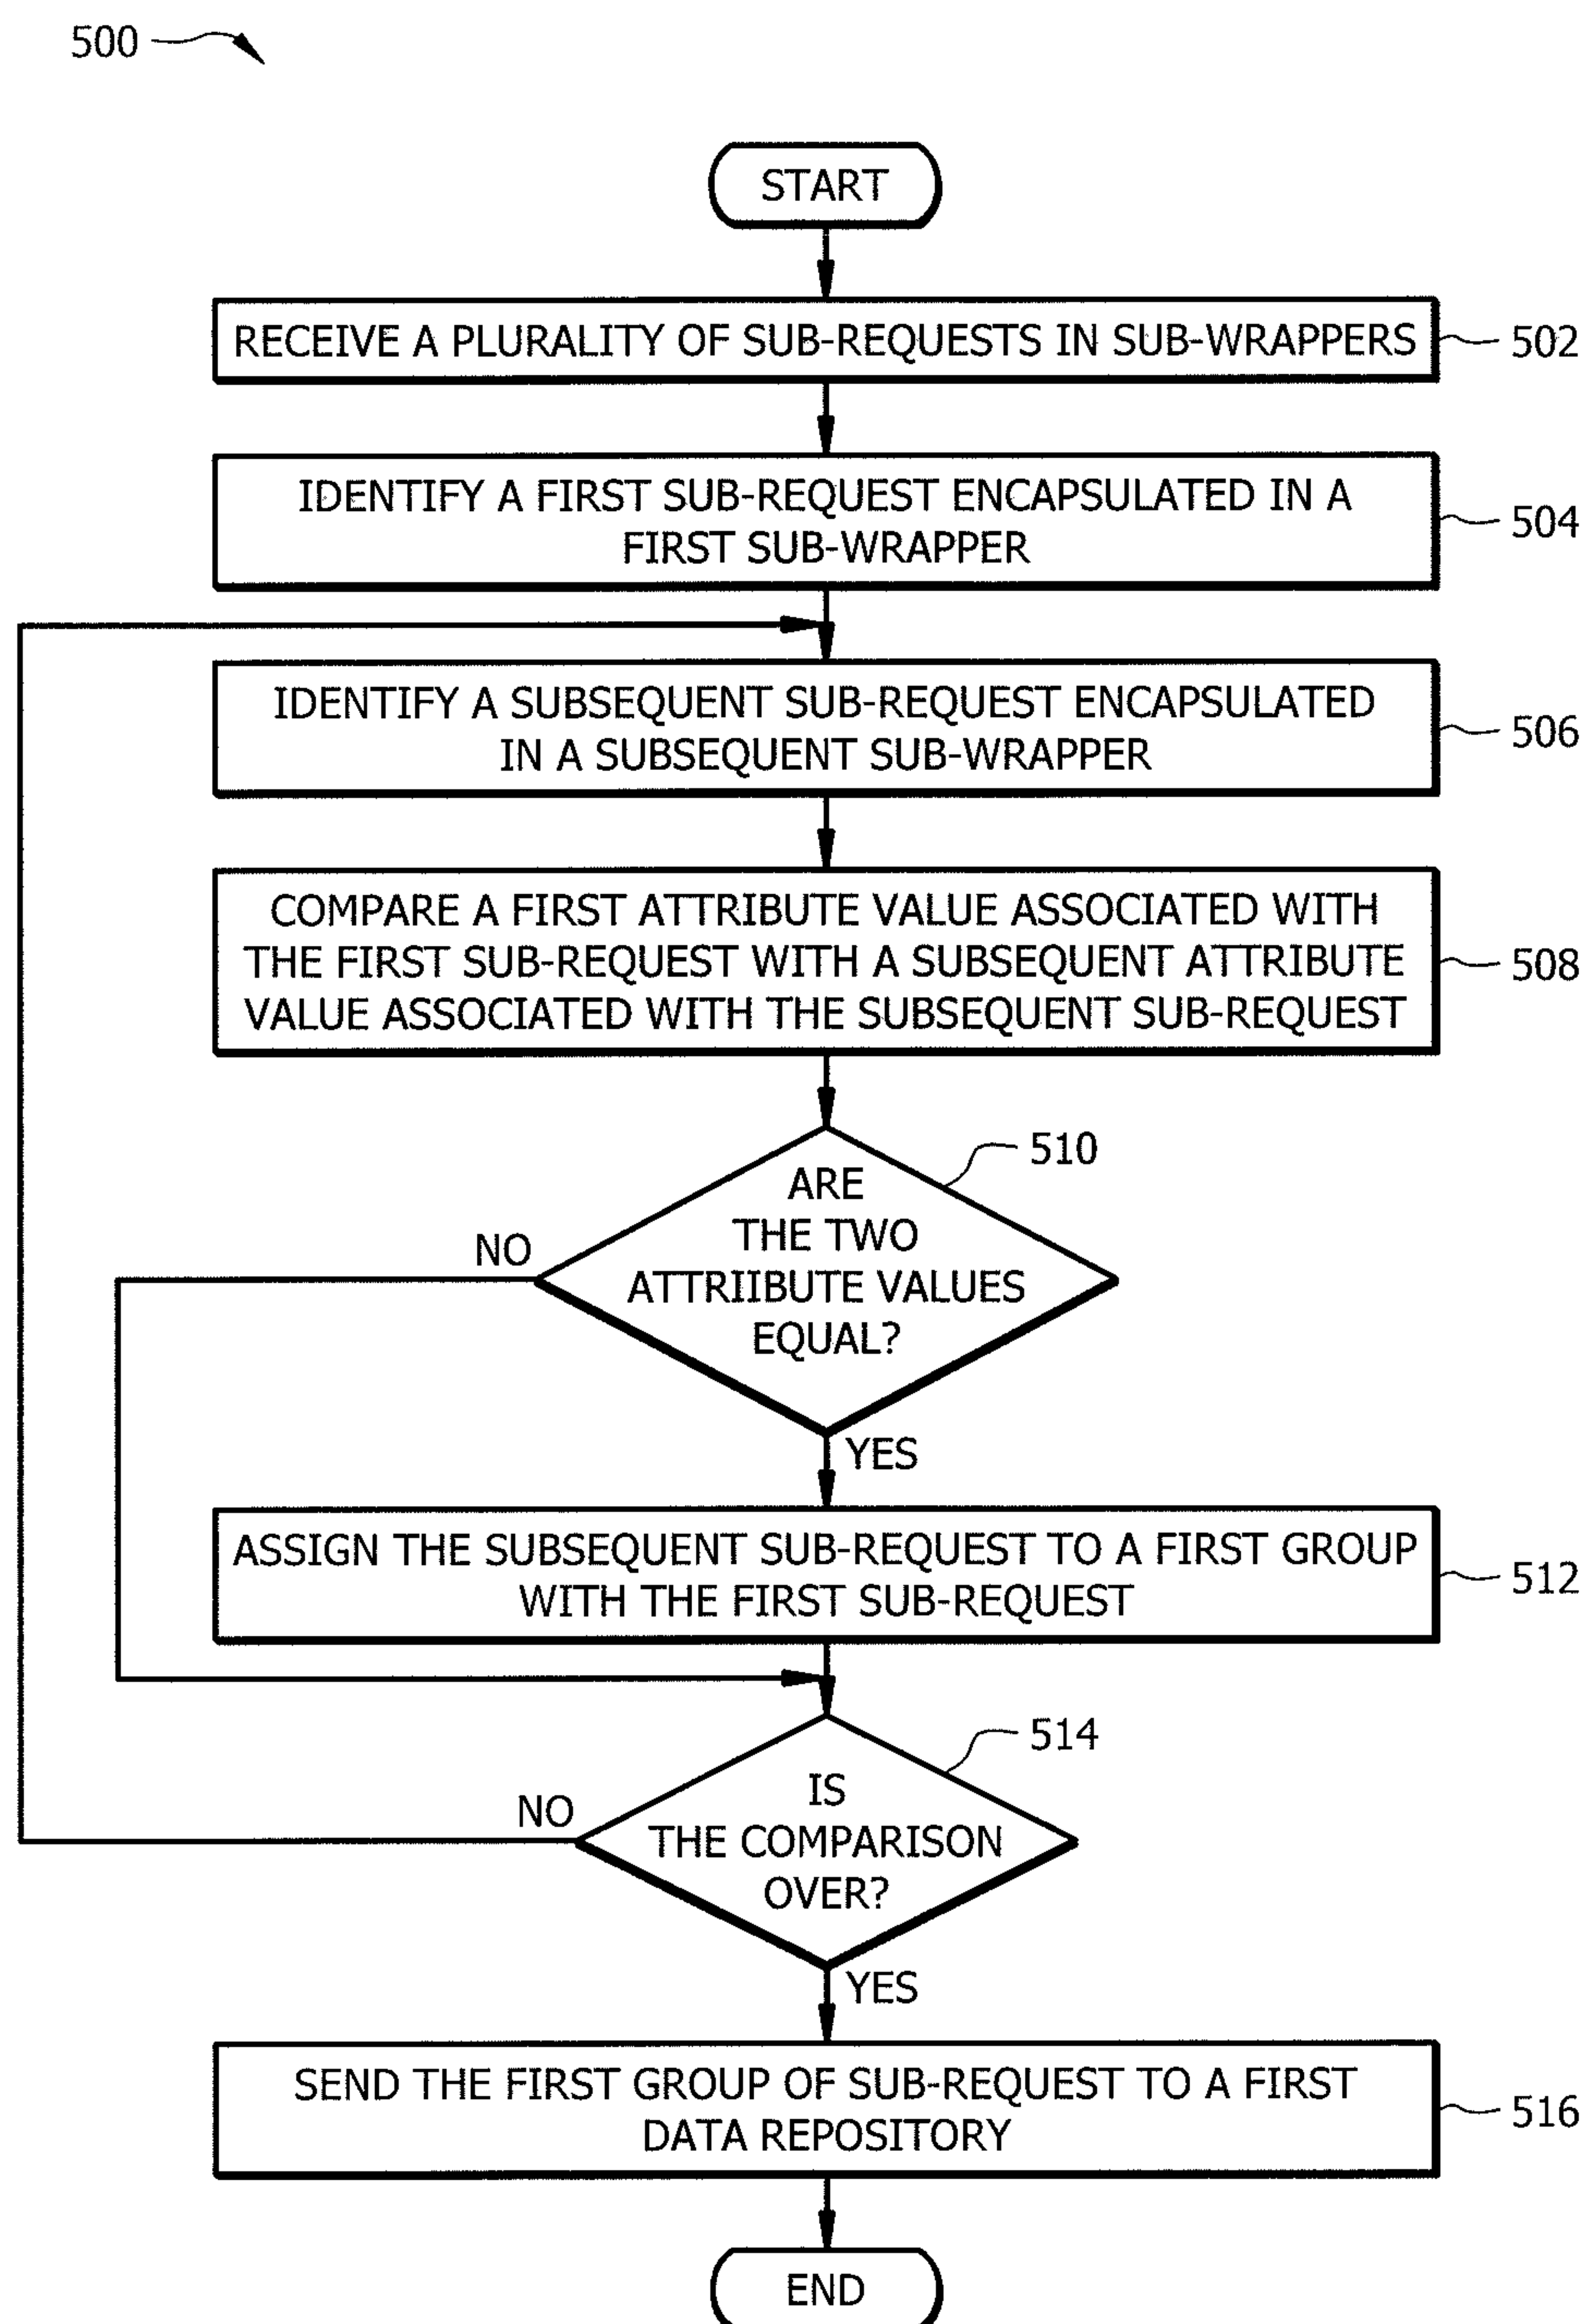 500
START
RECEIVE A PLURALITY OF SUB-REQUESTS IN SUB-WRAPPERS
502
IDENTIFY A FIRST SUB-REQUEST ENCAPSULATED IN A
FIRST SUB-WRAPPER
504
IDENTIFY A SUBSEQUENT SUB-REQUEST ENCAPSULATED
IN A SUBSEQUENT SUB-WRAPPER
506
COMPARE A FIRST ATTRIBUTE VALUE ASSOCIATED WITH
THE FIRST SUB-REQUEST WITH A SUBSEQUENT ATTRIBUTE
VALUE ASSOCIATED WITH THE SUBSEQUENT SUB-REQUEST
508
510
ARE
THE TWO
ATTRIIBUTE VALUES
EQUAL?
NO
YES
ASSIGN THE SUBSEQUENT SUB-REQUEST TO A FIRST GROUP
WITH THE FIRST SUB-REQUEST
512
514
IS
THE COMPARISON
OVER?
NO
YES
SEND THE FIRST GROUP OF SUB-REQUEST TO A FIRST
DATA REPOSITORY
516
END